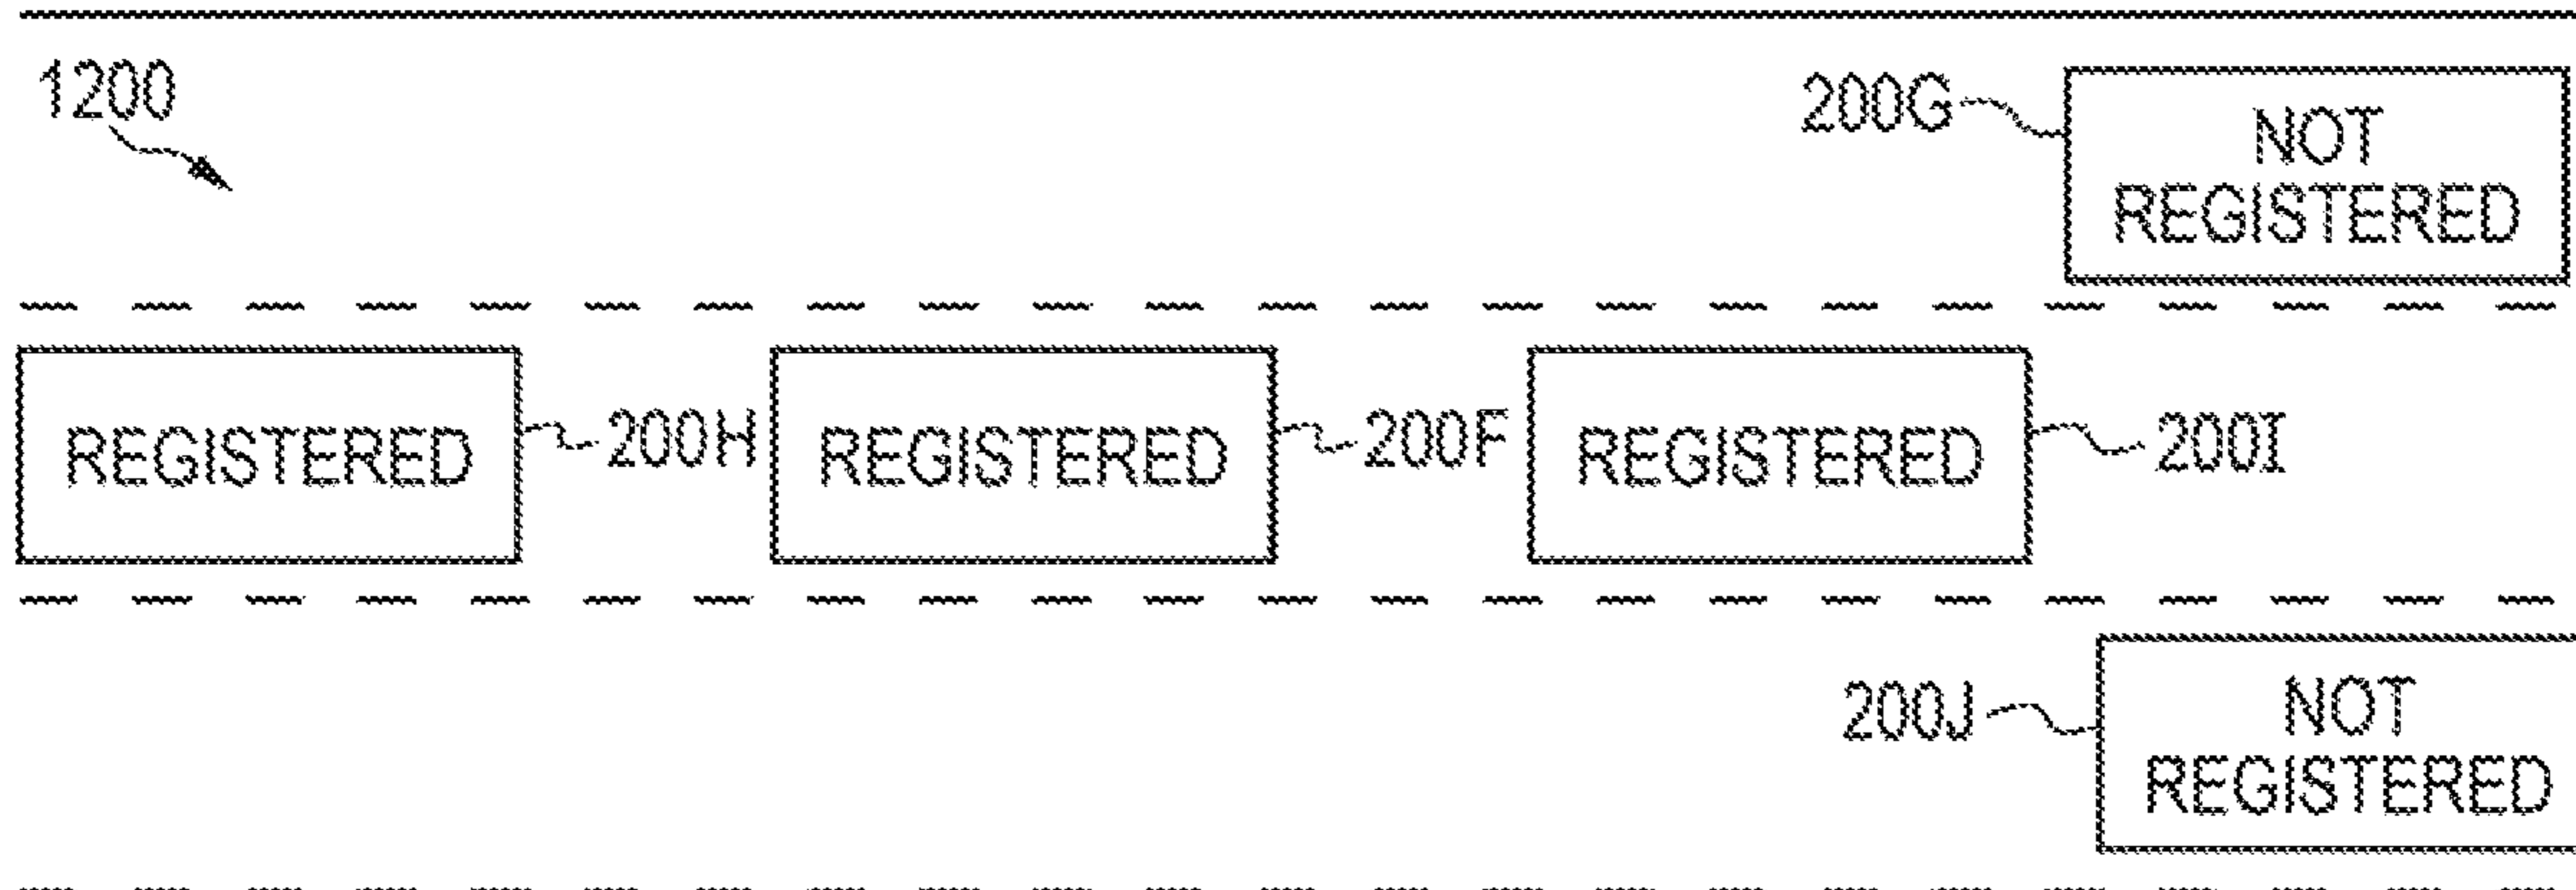 1200
200G
NOT
REGISTERED
REGISTERED 200H REGISTERED 200F REGISTERED 200I
200J
NOT
REGISTERED